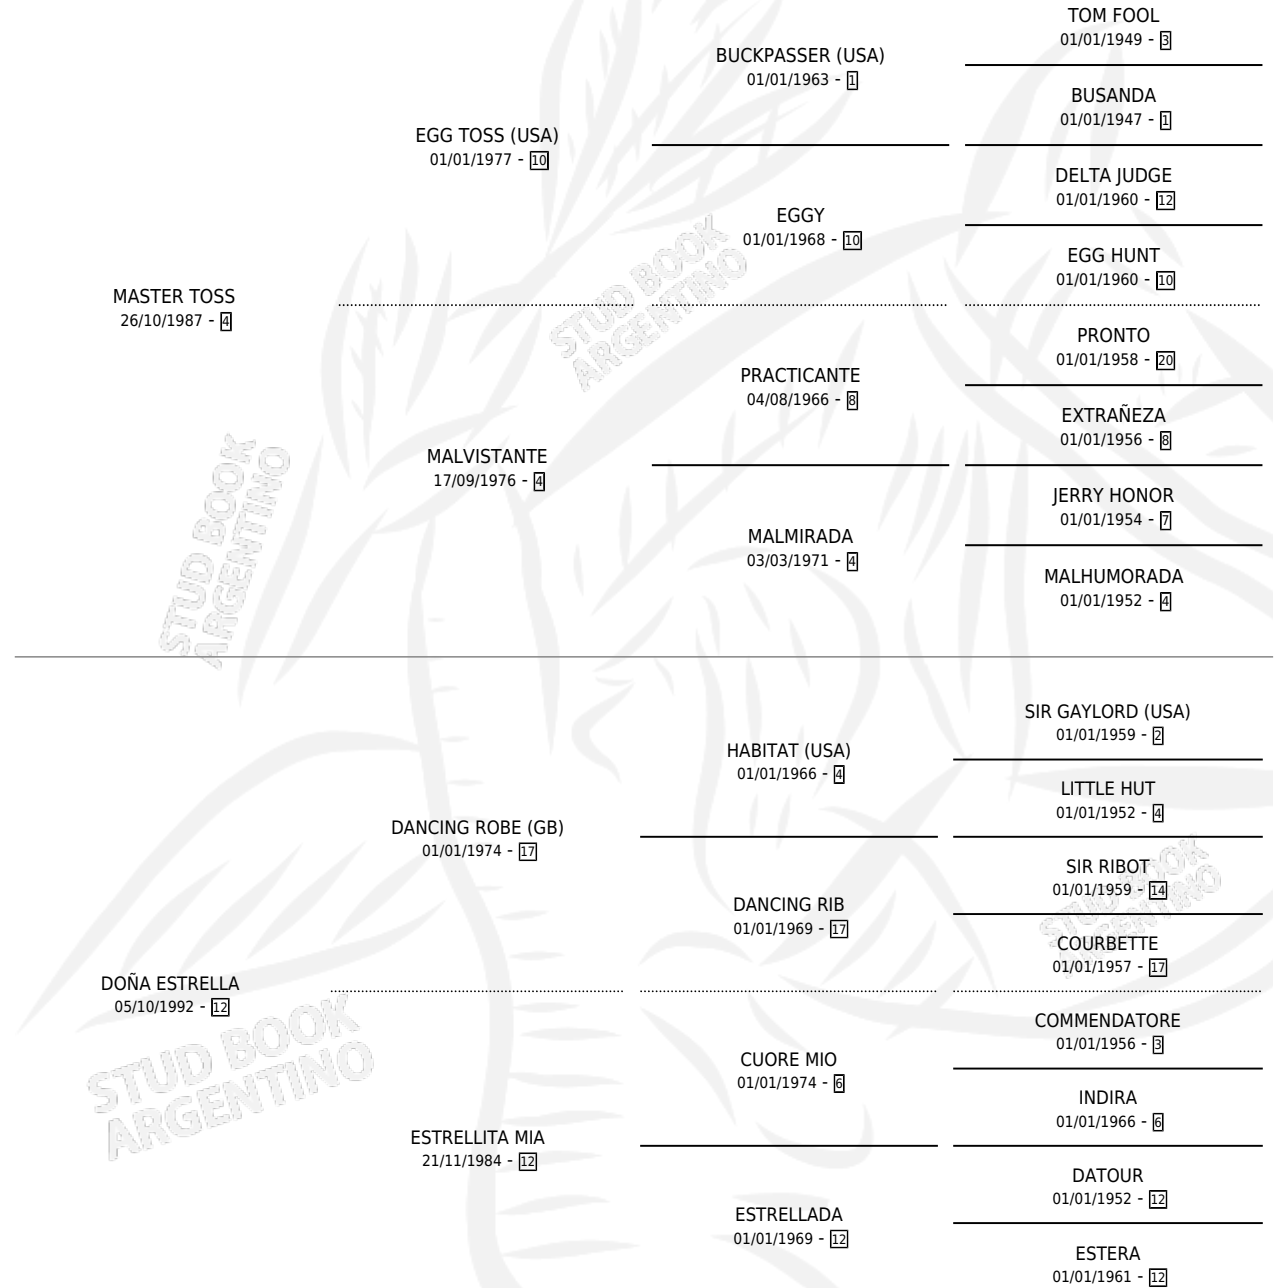 TOM FOOL
01/01/1949 - 3
BUCKPASSER (USA)
01/01/1963 - 1
BUSANDA
01/01/1947 - 1
EGG TOSS (USA)
01/01/1977 - 10
DELTA JUDGE
01/01/1960 - 12
EGGY
01/01/1968 - 10
EGG HUNT
01/01/1960 - 10
MASTER TOSS
26/10/1987 - 4
STUD BOOK
ARGENTINO
PRONTO
01/01/1958 - 20
PRACTICANTE
04/08/1966 - 8
EXTRAÑEZA
01/01/1956 - 8
MALVISTANTE
17/09/1976 - 4
JERRY HONOR
01/01/1954 - 7
MALMIRADA
03/03/1971 - 4
MALHUMORADA
01/01/1952 - 4
STUD BOOK
ARGENTINO
SIR GAYLORD (USA)
01/01/1959 - 2
HABITAT (USA)
01/01/1966 - 4
LITTLE HUT
01/01/1952 - 4
DANCING ROBE (GB)
01/01/1974 - 17
SIR RIBOT
01/01/1959 - 14
DANCING RIB
01/01/1969 - 17
COURBETTE
01/01/1957 - 17
STUD BOOK
ARGENTINO
DOÑA ESTRELLA
05/10/1992 - 12
COMMENDATORE
01/01/1956 - 3
CUORE MIO
01/01/1974 - 6
INDIRA
01/01/1966 - 6
STUD BOOK
ARGENTINO
ESTRELLITA MIA
21/11/1984 - 12
DATOUR
01/01/1952 - 12
ESTRELLADA
01/01/1969 - 12
ESTERA
01/01/1961 - 12